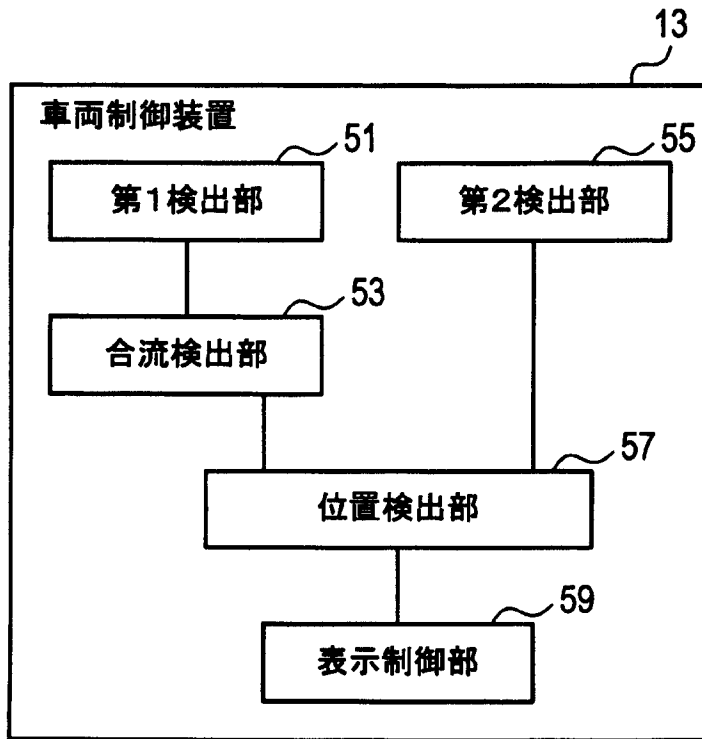 13
車両制御装置
51
第1検出部
55
第2検出部
53
合流検出部
57
位置検出部
59
表示制御部